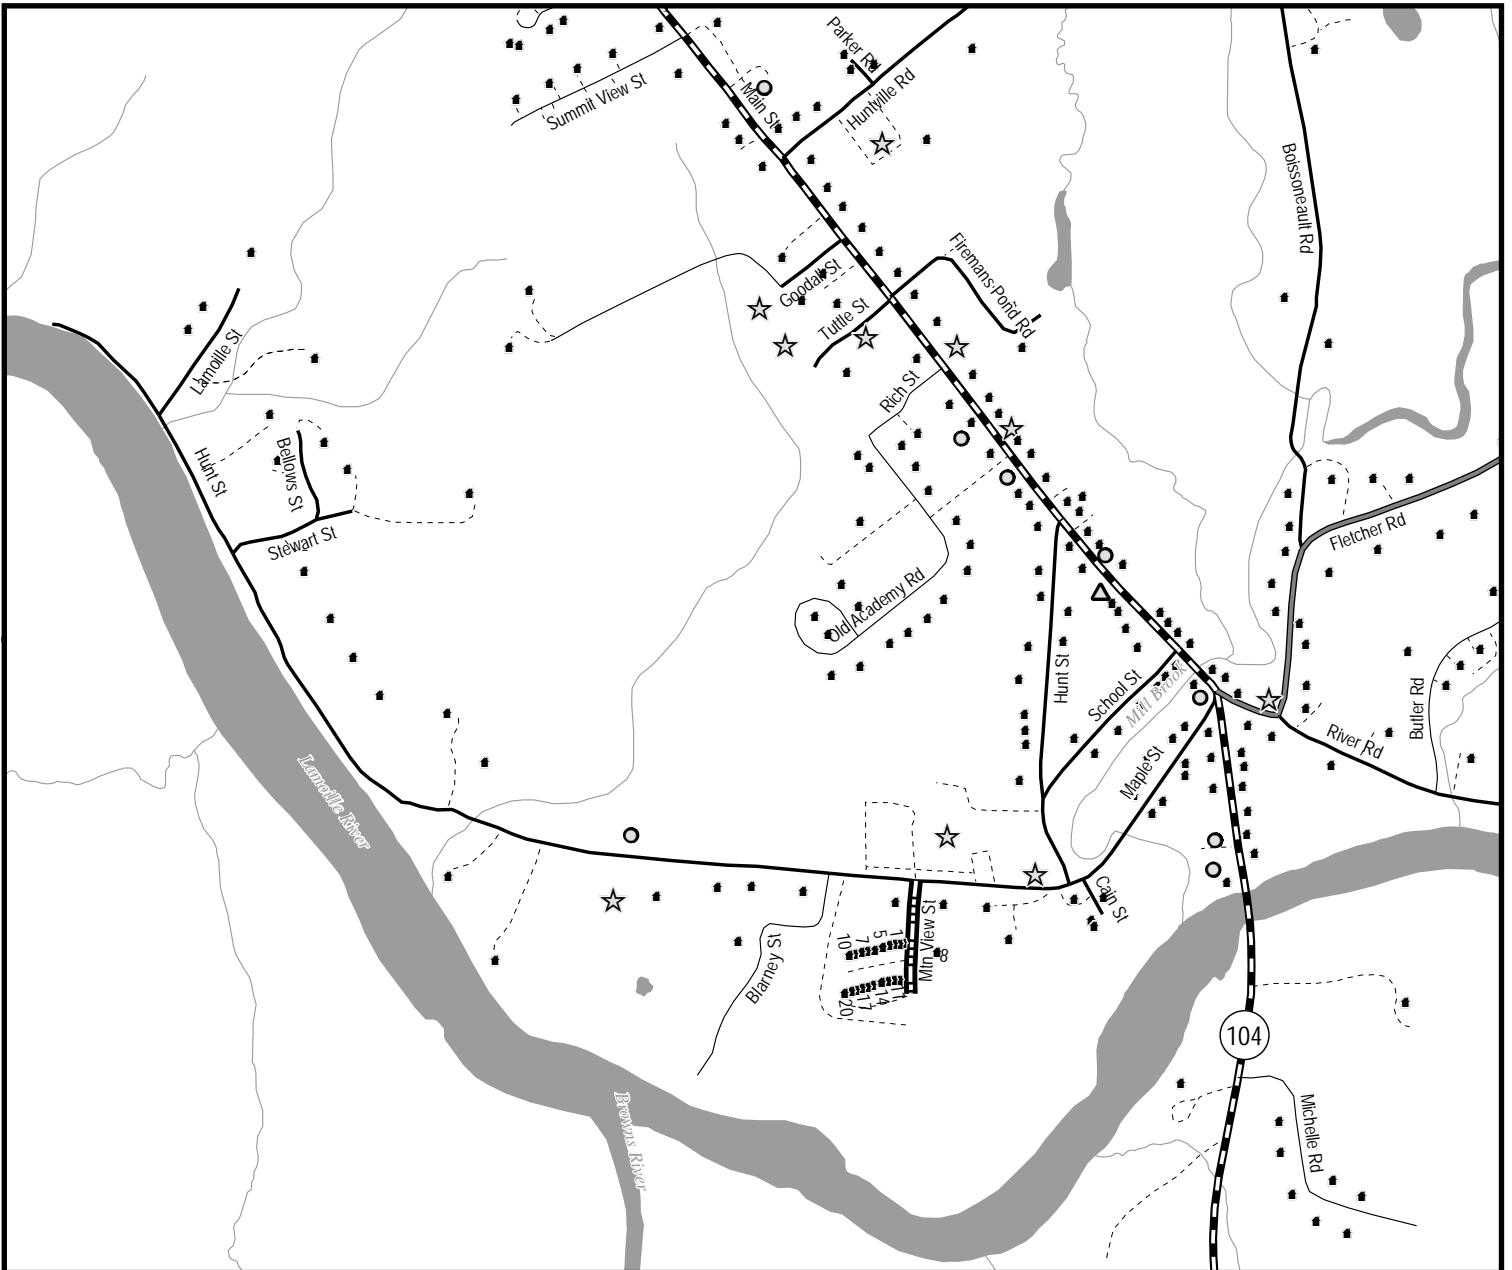 Parker Rd
Summit View St
Main St
Huntville Rd
Boissoneault Rd
Firemans Pond Rd
Goodall St
Tuttle St
Lamoille St
Rich St
Hunt St
Bellows St
Stewart St
Fletcher Rd
Old Academy Rd
Hunt St
School St
Mill Brook
Butler Rd
River Rd
Maple St
Lamoille River
Cain St
Mtn View St
Blarney St
10
7
5
1
8
20
17
14
11
104
Browns River
Michelle Rd